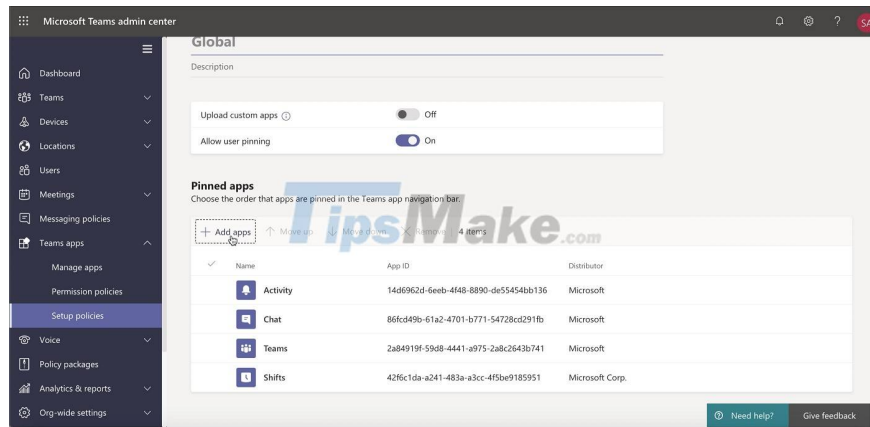 Microsoft Teams admin center
SA
Dashboard
Teams
Devices
Locations
Users
Meetings
Messaging policies
Teams apps
Manage apps
Permission policies
Setup policies
Voice
Policy packages
Analytics & reports
Org-wide settings
Global
Description
Upload custom apps Off
Allow user pinning On
Pinned apps
Choose the order that apps are pinned in the Teams app navigation bar.
TipsMake.com
+ Add apps ↑ Move up ↓ Move down × Remove | 4 items
Name App ID Distributor
Activity 14d6962d-6eeb-4f48-8890-de55454bb136 Microsoft
Chat 86fcd49b-61a2-4701-b771-54728cd291fb Microsoft
Teams 2a84919f-59d8-4441-a975-2a8c2643b741 Microsoft
Shifts 42f6c1da-a241-483a-a3cc-4f5be9185951 Microsoft Corp.
Need help? Give feedback